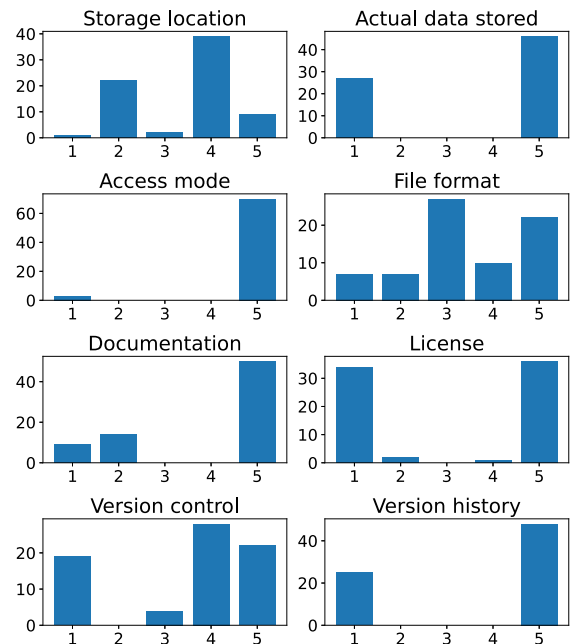 Storage location
40
30
20
10
0
1 2 3 4 5
Actual data stored
40
30
20
10
0
1 2 3 4 5
Access mode
60
40
20
0
1 2 3 4 5
File format
20
10
0
1 2 3 4 5
Documentation
40
20
0
1 2 3 4 5
License
30
20
10
0
1 2 3 4 5
Version control
20
10
0
1 2 3 4 5
Version history
40
20
0
1 2 3 4 5